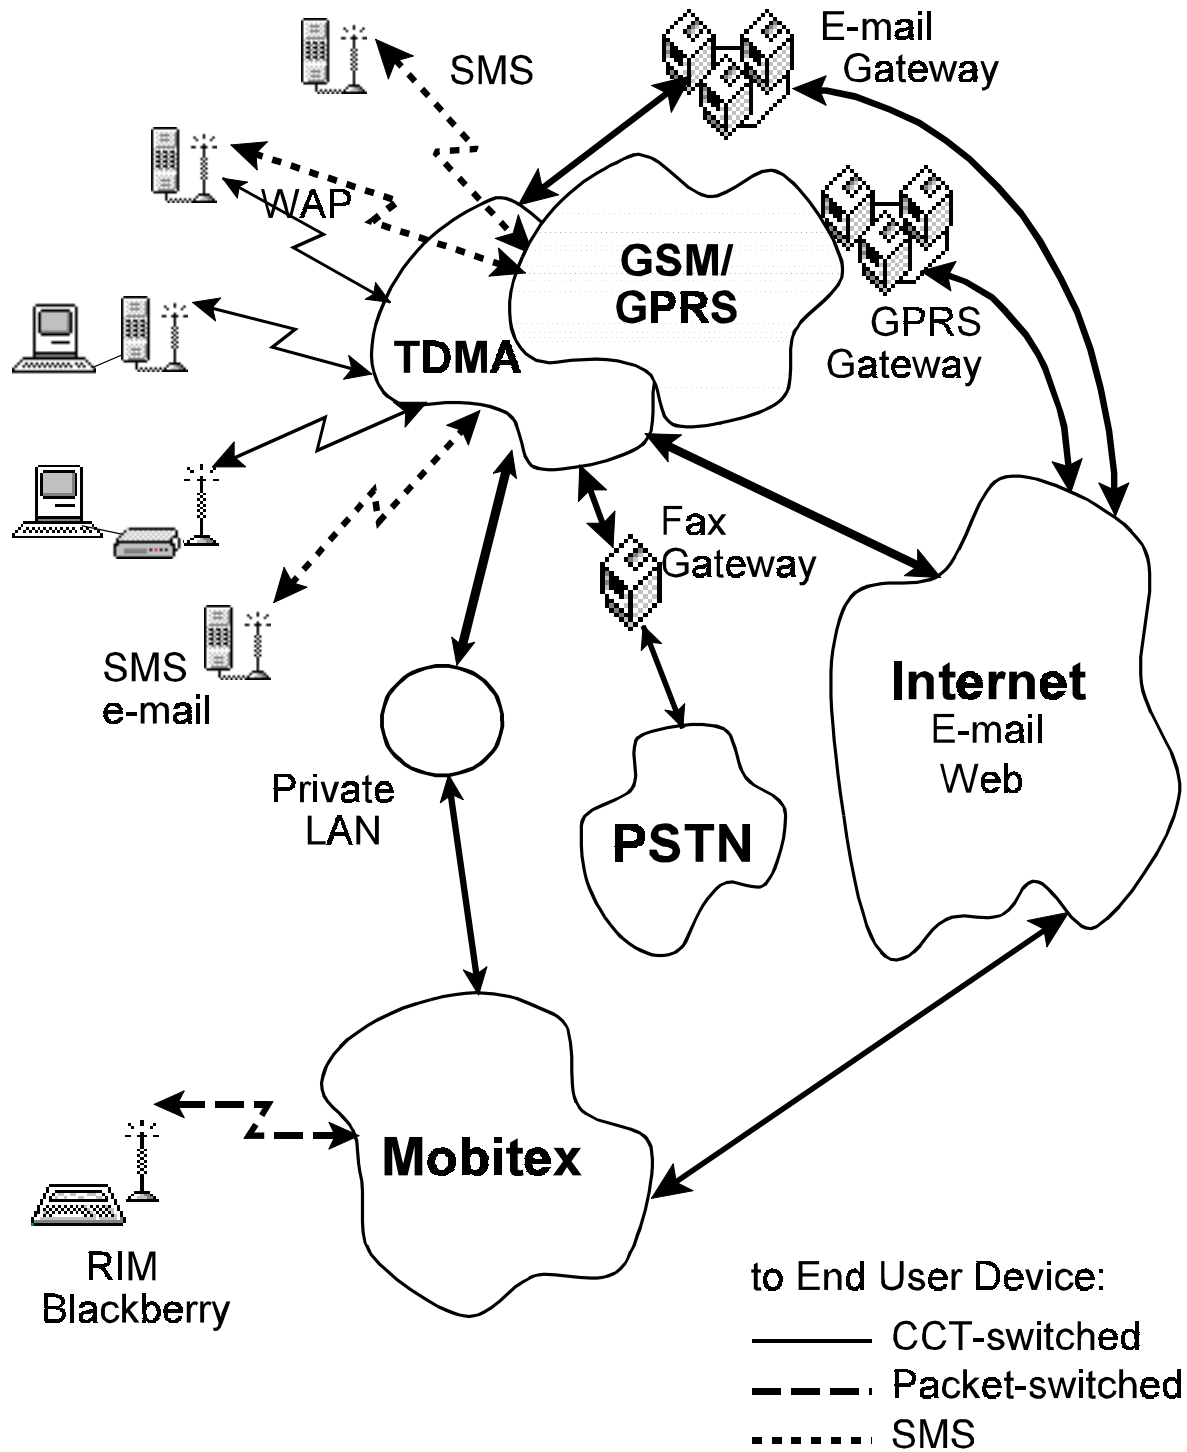 E-mail
Gateway
SMS
WAP
GSM/
GPRS
GPRS
Gateway
TDMA
Fax
Gateway
SMS
e-mail
Internet
E-mail
Web
Private
LAN
PSTN
Mobitex
RIM
Blackberry
to End User Device:
CCT-switched
Packet-switched
SMS